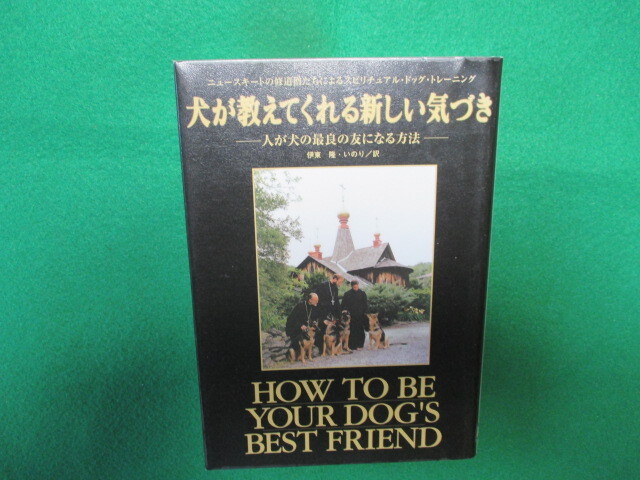 ニュースキートの修道僧たちによるスピリチュアル・ドッグ・トレーニング
犬が教えてくれる新しい気づき
人が犬の最良の友になる方法
伊東 隆・いのり／訳
HOW TO BE
YOUR DOG'S
BEST FRIEND